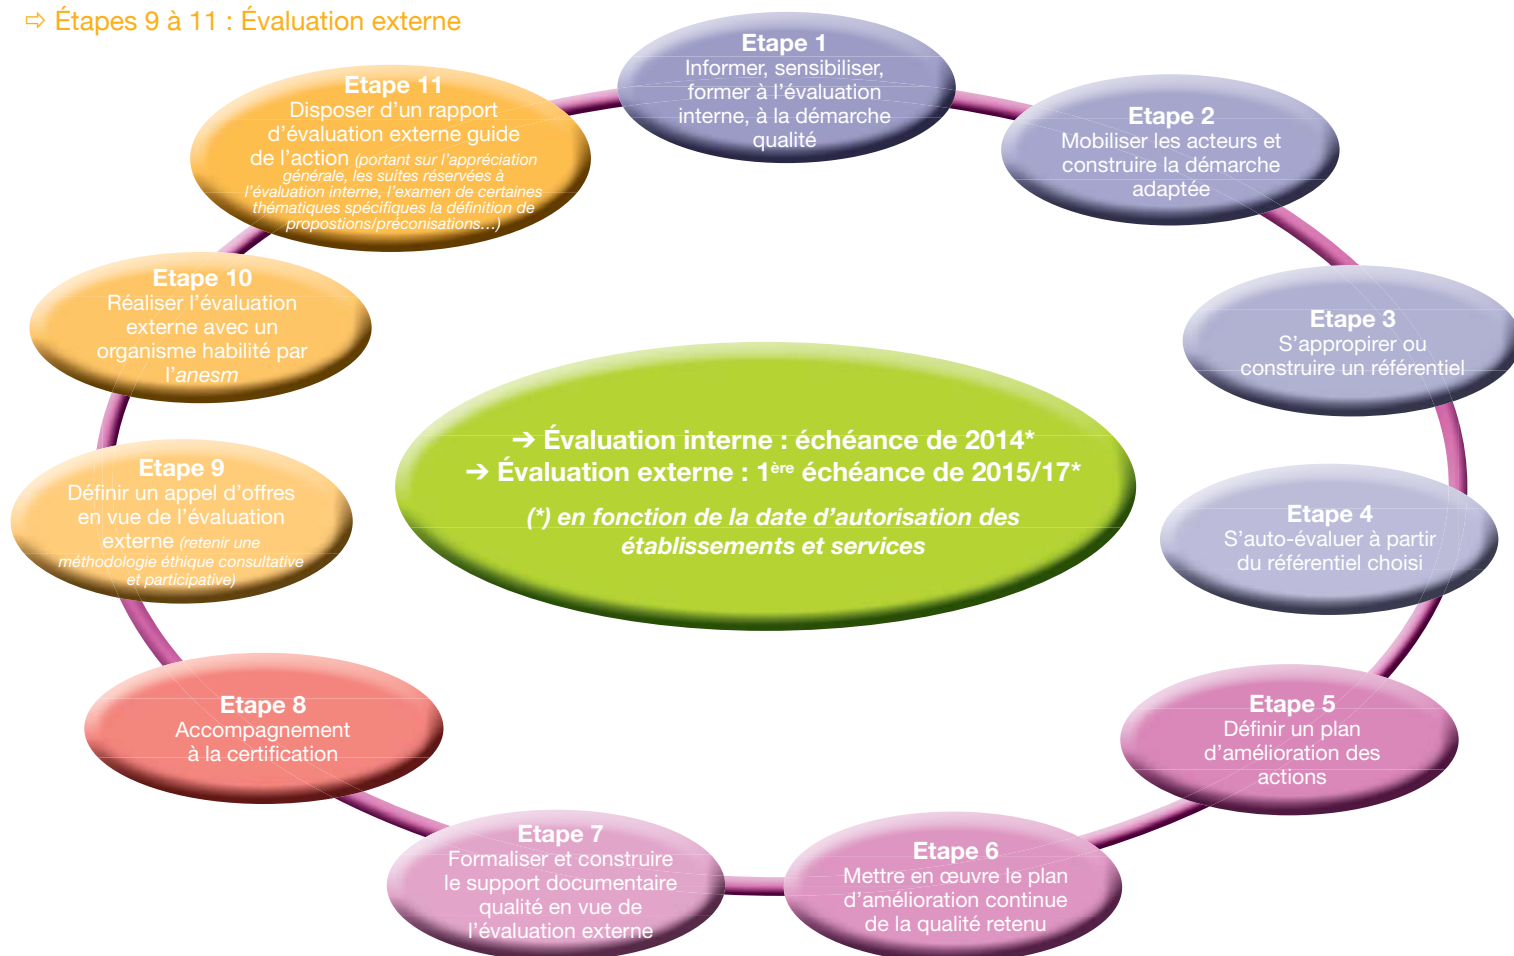 ⇨ Étapes 9 à 11 : Évaluation externe
Etape 1
Informer, sensibiliser,
former à l’évaluation
interne, à la démarche
qualité
Etape 2
Mobiliser les acteurs et
construire la démarche
adaptée
Etape 3
S’appropirer ou
construire un référentiel
Etape 4
S’auto-évaluer à partir
du référentiel choisi
Etape 5
Définir un plan
d’amélioration des
actions
Etape 6
Mettre en œuvre le plan
d’amélioration continue
de la qualité retenu
Etape 7
Formaliser et construire
le support documentaire
qualité en vue de
l’évaluation externe
Etape 8
Accompagnement
à la certification
Etape 9
Définir un appel d’offres
en vue de l’évaluation
externe (retenir une
méthodologie éthique consultative
et participative)
Etape 10
Réaliser l’évaluation
externe avec un
organisme habilité par
l’anesm
Etape 11
Disposer d’un rapport
d’évaluation externe guide
de l’action (portant sur l’appréciation
générale, les suites réservées à
l’évaluation interne, l’examen de certaines
thématiques spécifiques la définition de
propostions/préconisations…)
➔ Évaluation interne : échéance de 2014*
➔ Évaluation externe : 1ère échéance de 2015/17*
(*) en fonction de la date d’autorisation des
établissements et services